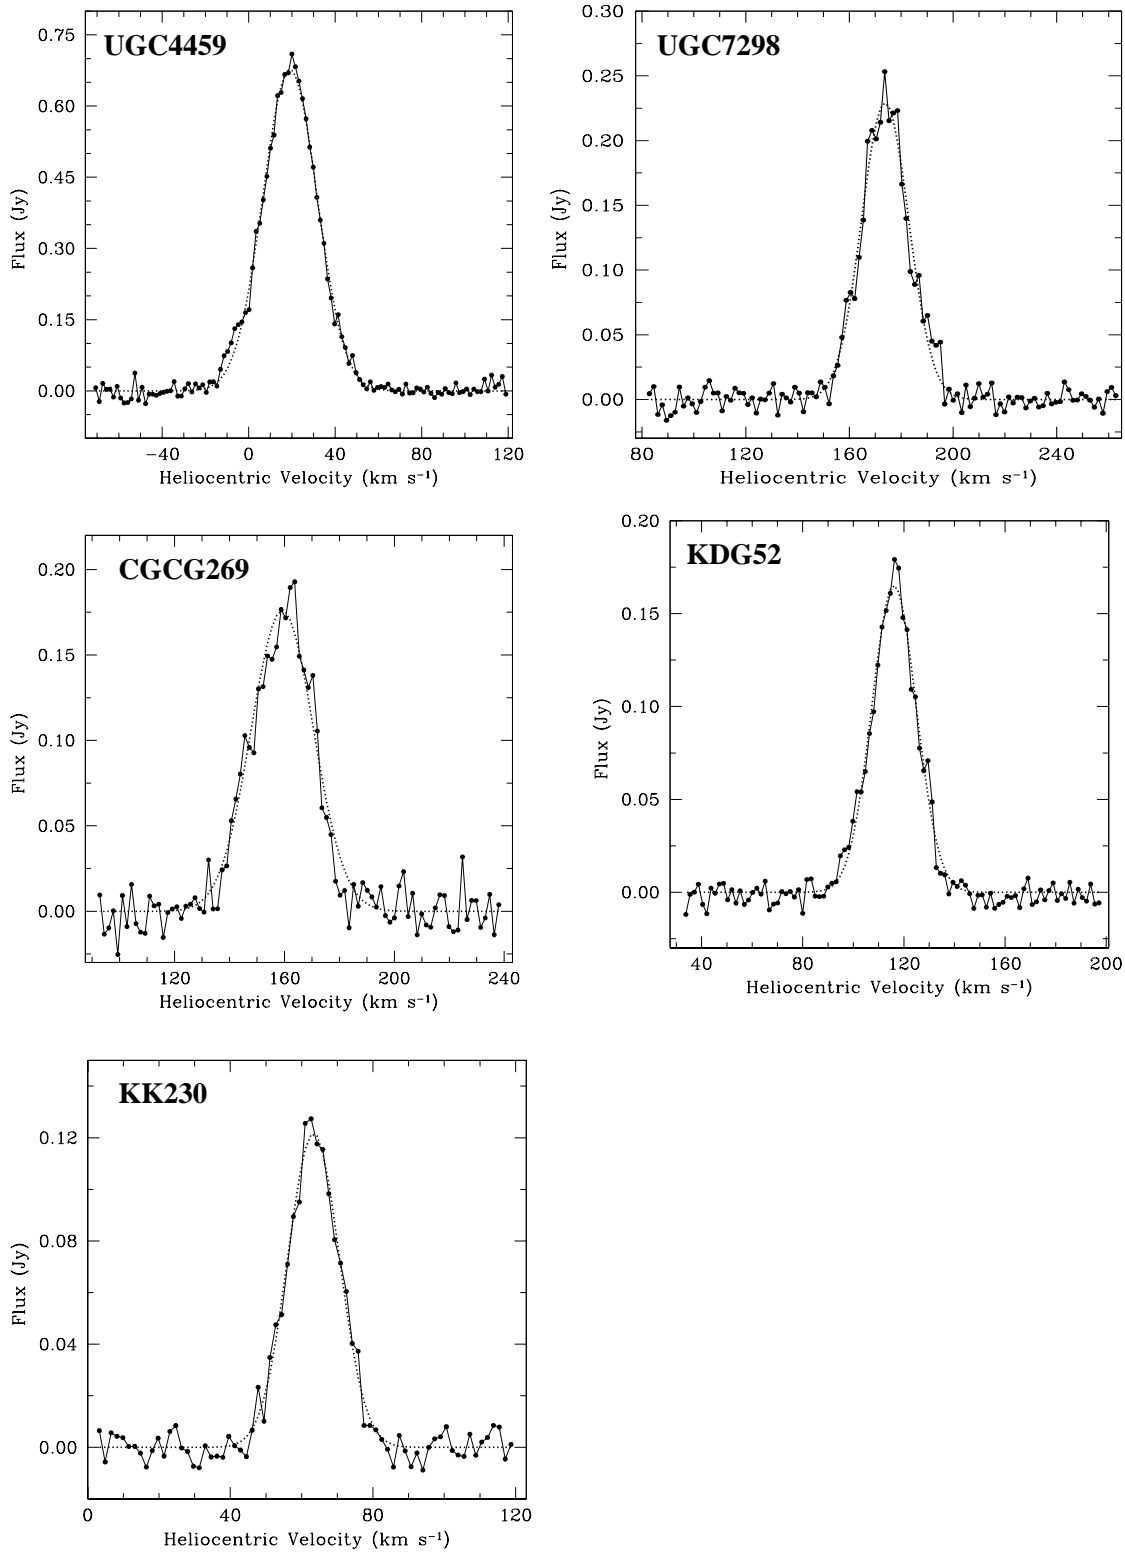 UGC4459
0.75
0.60
0.45
0.30
0.15
0.00
Flux (Jy)
−40 0 40 80 120
Heliocentric Velocity (km s⁻¹)
UGC7298
0.30
0.25
0.20
0.15
0.10
0.05
0.00
Flux (Jy)
80 120 160 200 240
Heliocentric Velocity (km s⁻¹)
CGCG269
0.20
0.15
0.10
0.05
0.00
Flux (Jy)
120 160 200 240
Heliocentric Velocity (km s⁻¹)
KDG52
0.20
0.15
0.10
0.05
0.00
Flux (Jy)
40 80 120 160 200
Heliocentric Velocity (km s⁻¹)
KK230
0.12
0.08
0.04
0.00
Flux (Jy)
0 40 80 120
Heliocentric Velocity (km s⁻¹)